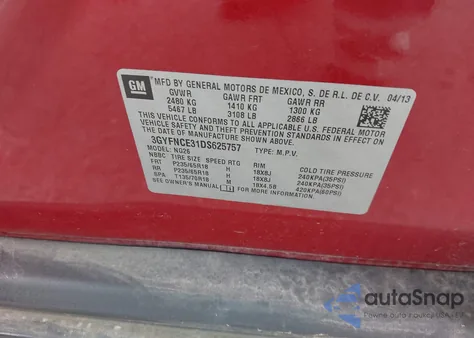 GM
MFD BY GENERAL MOTORS DE MEXICO, S. DE R.L. DE C.V. 04/13
GVWR GAWR FRT GAWR RR
2480 KG 1410 KG 1300 KG
5467 LB 3108 LB 2866 LB
THIS VEHICLE CONFORMS TO ALL APPLICABLE U.S. FEDERAL MOTOR
VEHICLE SAFETY AND THEFT PREVENTION STANDARDS IN EFFECT ON
THE DATE OF MANUFACTURE SHOWN ABOVE.
3GYFNCE31DS625757 TYPE: M.P.V.
NG26
NSBC TIRE SIZE SPEED RTG RIM COLD TIRE PRESSURE
FRT P235/65R18 H 18X8J 240KPA(35PSI)
RR P235/65R18 H 18X8J 240KPA(35PSI)
SPA T135/70R18 M 18X4.5B 420KPA(60PSI)
SEE OWNER'S MANUAL FOR MORE INFORMATION.
autoSnap